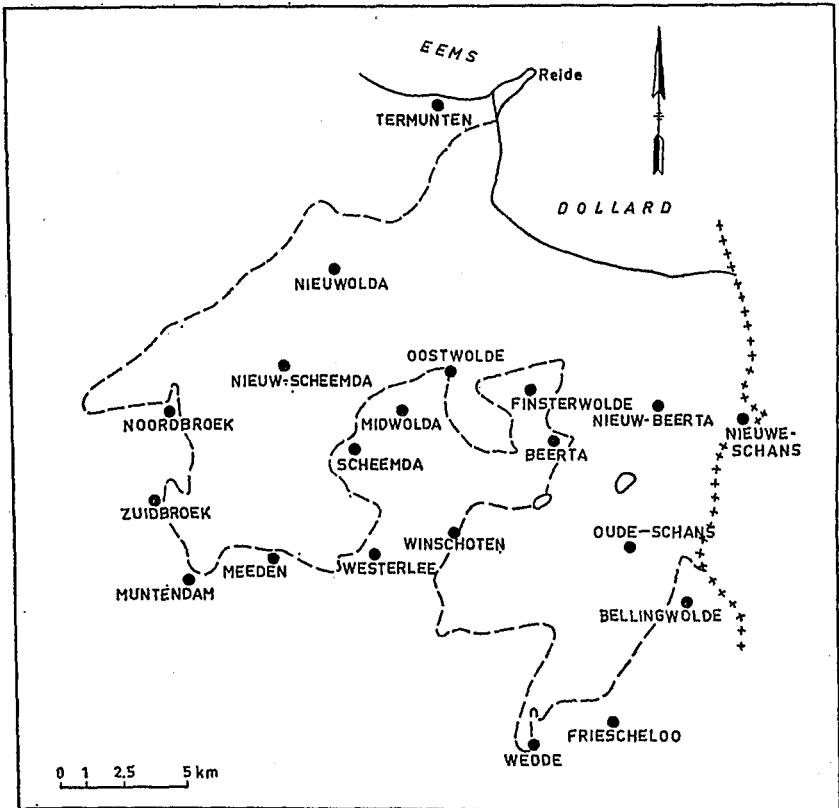 EEMS
Reide
TERMUNTEN
DOLLARD
NIEUWOLDA
OOSTWOLDE
NIEUW-SCHEEMDA
FINSTERWOLDE
NOORDBROEK
MIDWOLDA
NIEUW-BEERTA
NIEUWE-
SCHANS
BEERTA
SCHEEMDA
ZUIDBROEK
OUDE-SCHANS
WINSCHOTEN
MEEDEN
WESTERLEE
MUNTENDAM
BELLINGWOLDE
FRIESCHELOO
WEDDE
0 1 2,5 5 km